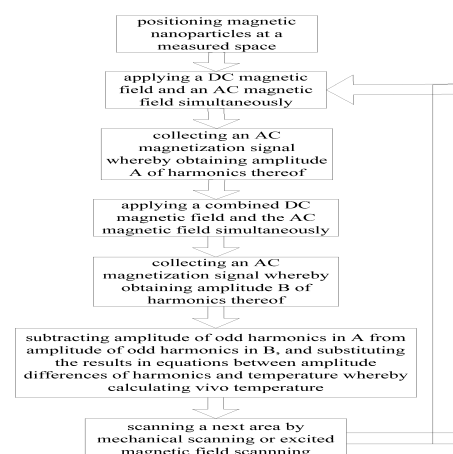 positioning magnetic
nanoparticles at a
measured space
applying a DC magnetic
field and an AC magnetic
field simultaneously
collecting an AC
magnetization signal
whereby obtaining amplitude
A of harmonics thereof
applying a combined DC
magnetic field and the AC
magnetic field simultaneously
collecting an AC
magnetization signal whereby
obtaining amplitude B of
harmonics thereof
subtracting amplitude of odd harmonics in A from
amplitude of odd harmonics in B, and substituting
the results in equations between amplitude
differences of harmonics and temperature whereby
calculating vivo temperature
scanning a next area by
mechanical scanning or excited
magnetic field scannning